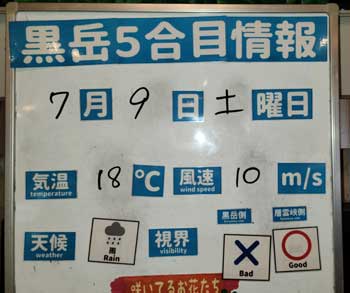 黒岳5合目情報
7月9日土曜日
気温 temperature 18℃ 風速 wind speed 10 m/s
黒岳側 層雲峡側
天候 weather 雨 Rain 視界 visibility Bad Good
咲いてるお花たち